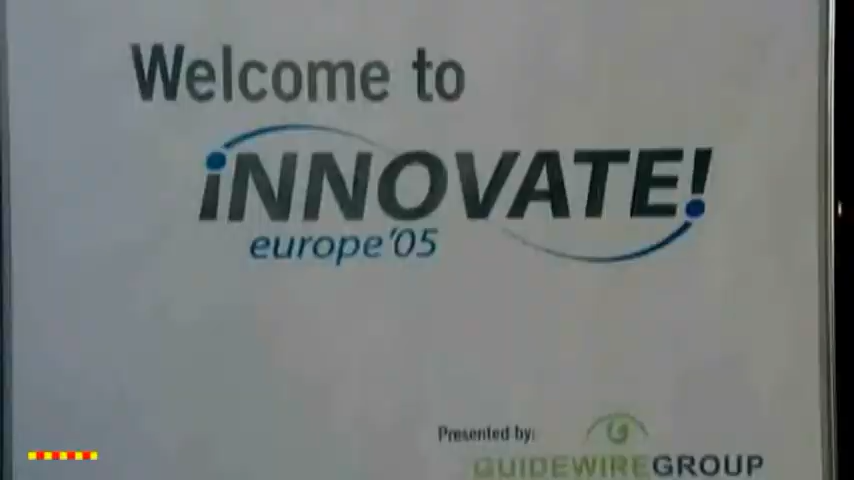 Welcome to
iNNOVATE!
europe'05
Presented by:
GUIDEWIREGROUP